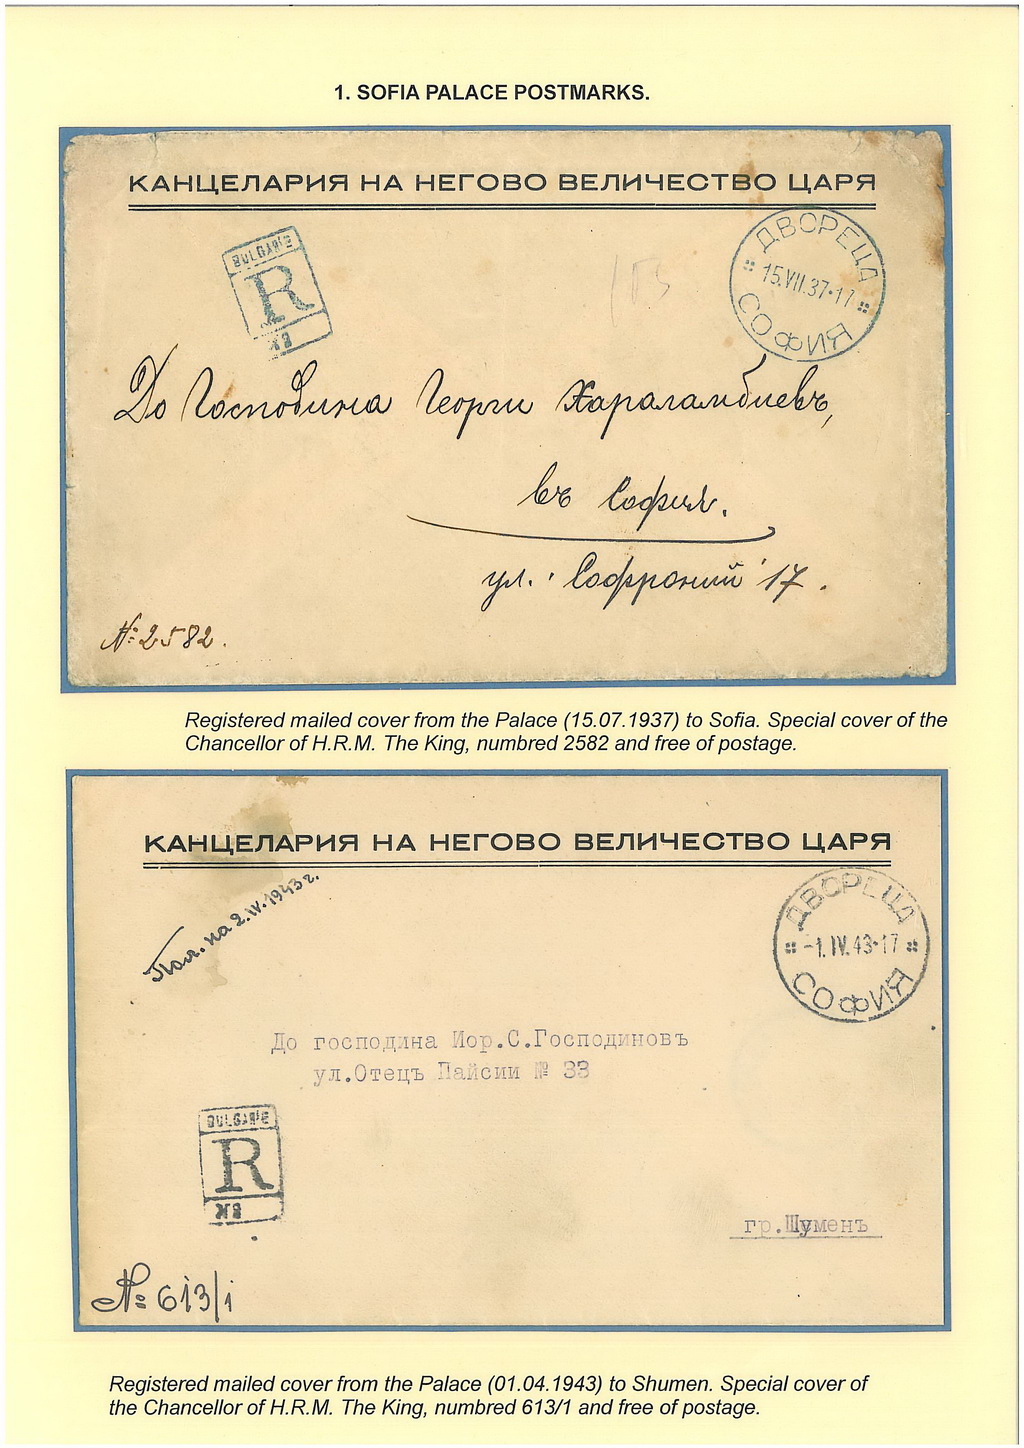 1. SOFIA PALACE POSTMARKS.
КАНЦЕЛАРИЯ НА НЕГОВО ВЕЛИЧЕСТВО ЦАРЯ
BULGARIE
R
ДВОРЕЦА
15.VII.37-17
СОФИЯ
До Господина Георги Хараламбиевъ,
въ София.
ул. Софроний 17.
№ 2582.
Registered mailed cover from the Palace (15.07.1937) to Sofia. Special cover of the
Chancellor of H.R.M. The King, numbred 2582 and free of postage.
КАНЦЕЛАРИЯ НА НЕГОВО ВЕЛИЧЕСТВО ЦАРЯ
Пол. на 2.IV.1943 г.
ДВОРЕЦА
-1.IV.43-17
СОФИЯ
До господина Иор.С.Господиновъ
ул.Отецъ Паисии № 33
BULGARIE
R
гр.Шуменъ
№ 613/1
Registered mailed cover from the Palace (01.04.1943) to Shumen. Special cover of
the Chancellor of H.R.M. The King, numbred 613/1 and free of postage.